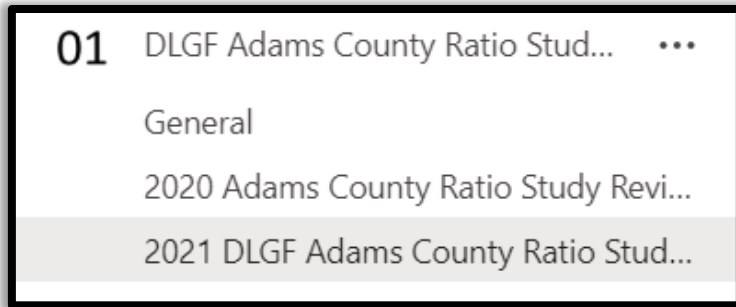 01 DLGF Adams County Ratio Stud... •••
General
2020 Adams County Ratio Study Revi...
2021 DLGF Adams County Ratio Stud...